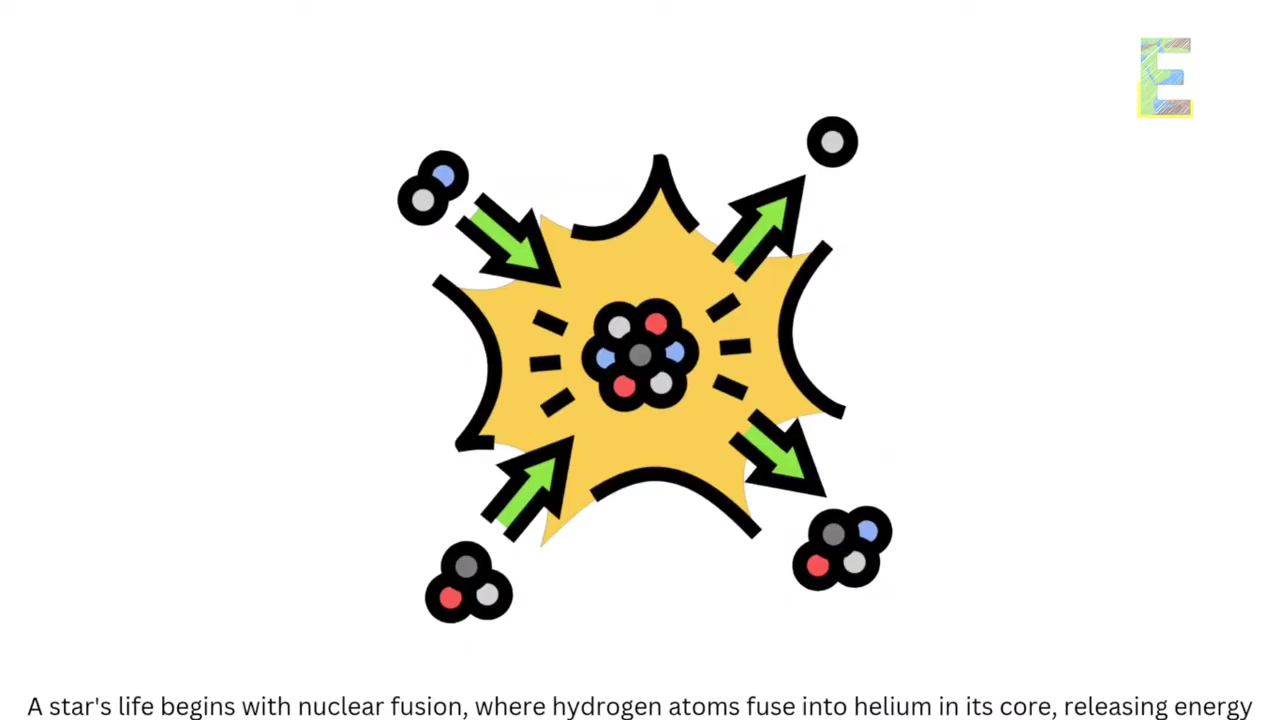 E
A star's life begins with nuclear fusion, where hydrogen atoms fuse into helium in its core, releasing energy